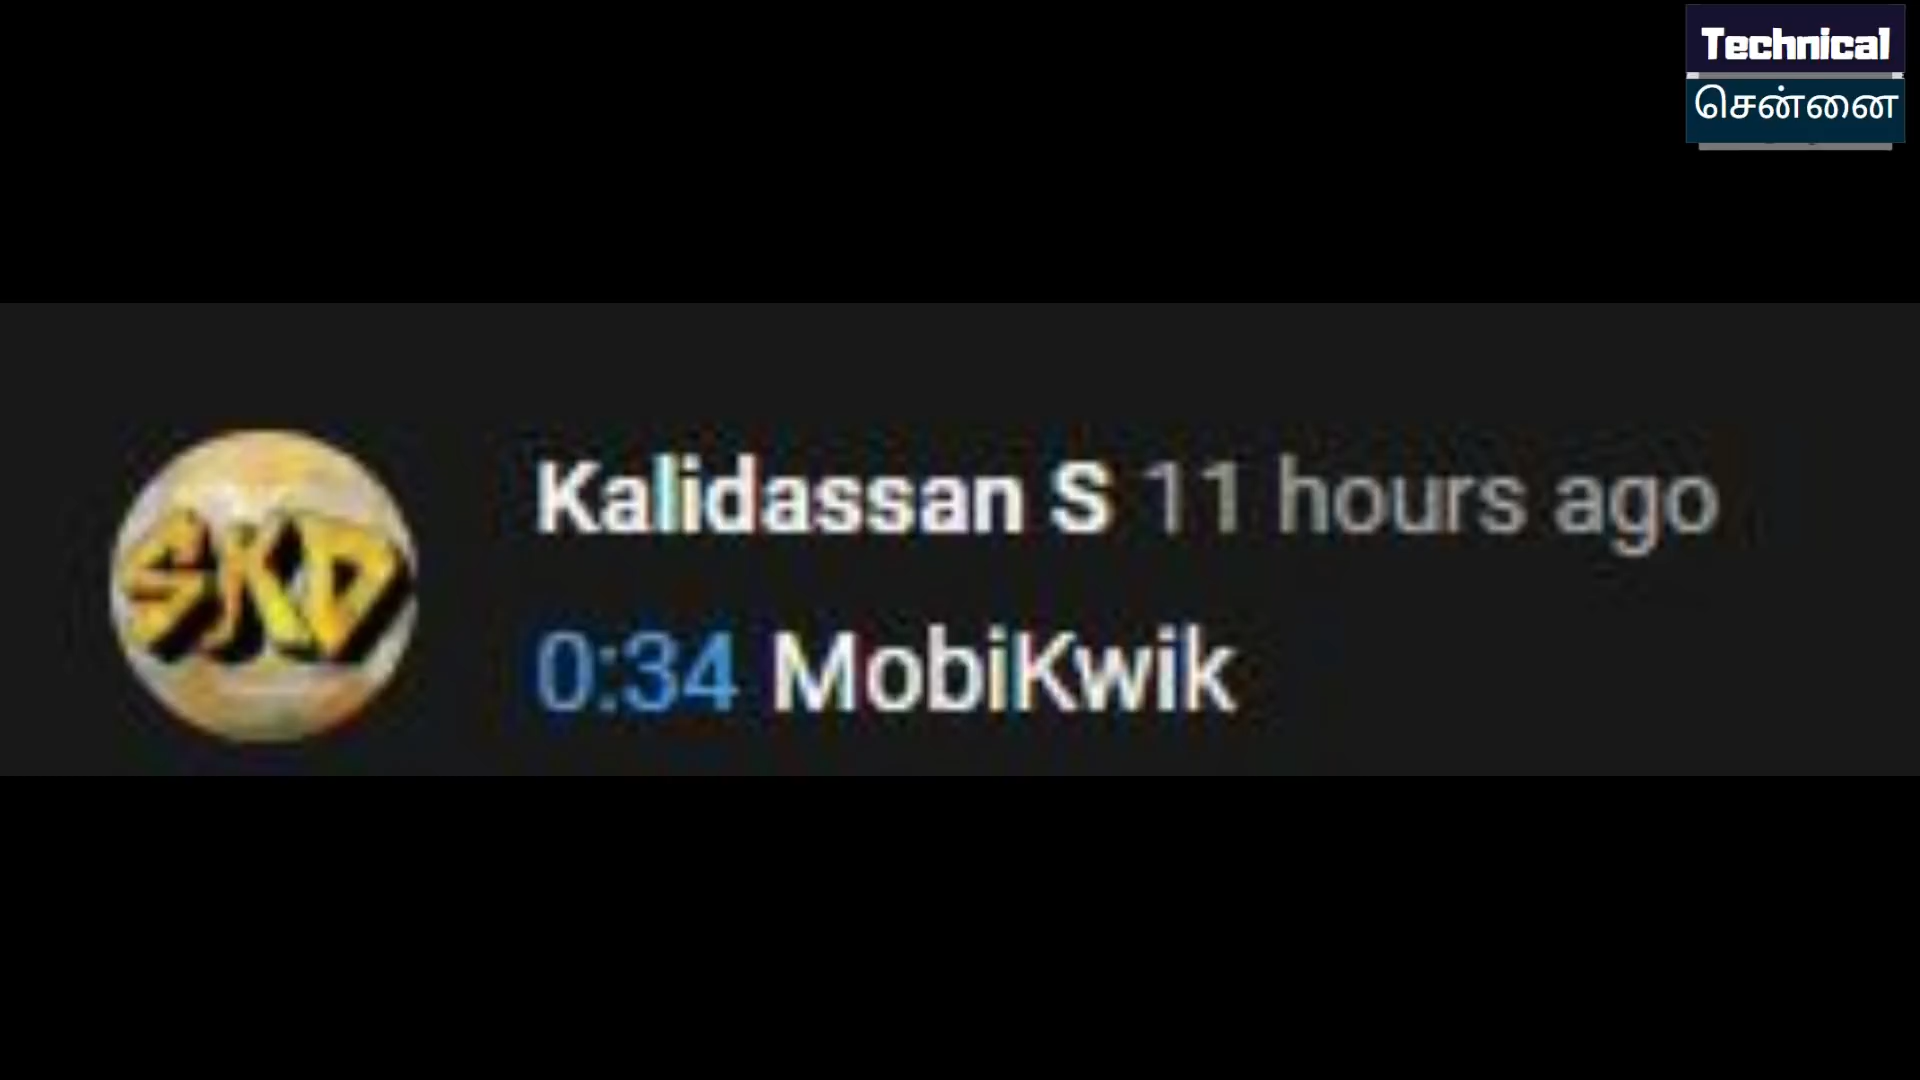 Technical
சென்னை
SKD
Kalidassan S 11 hours ago
0:34 MobiKwik